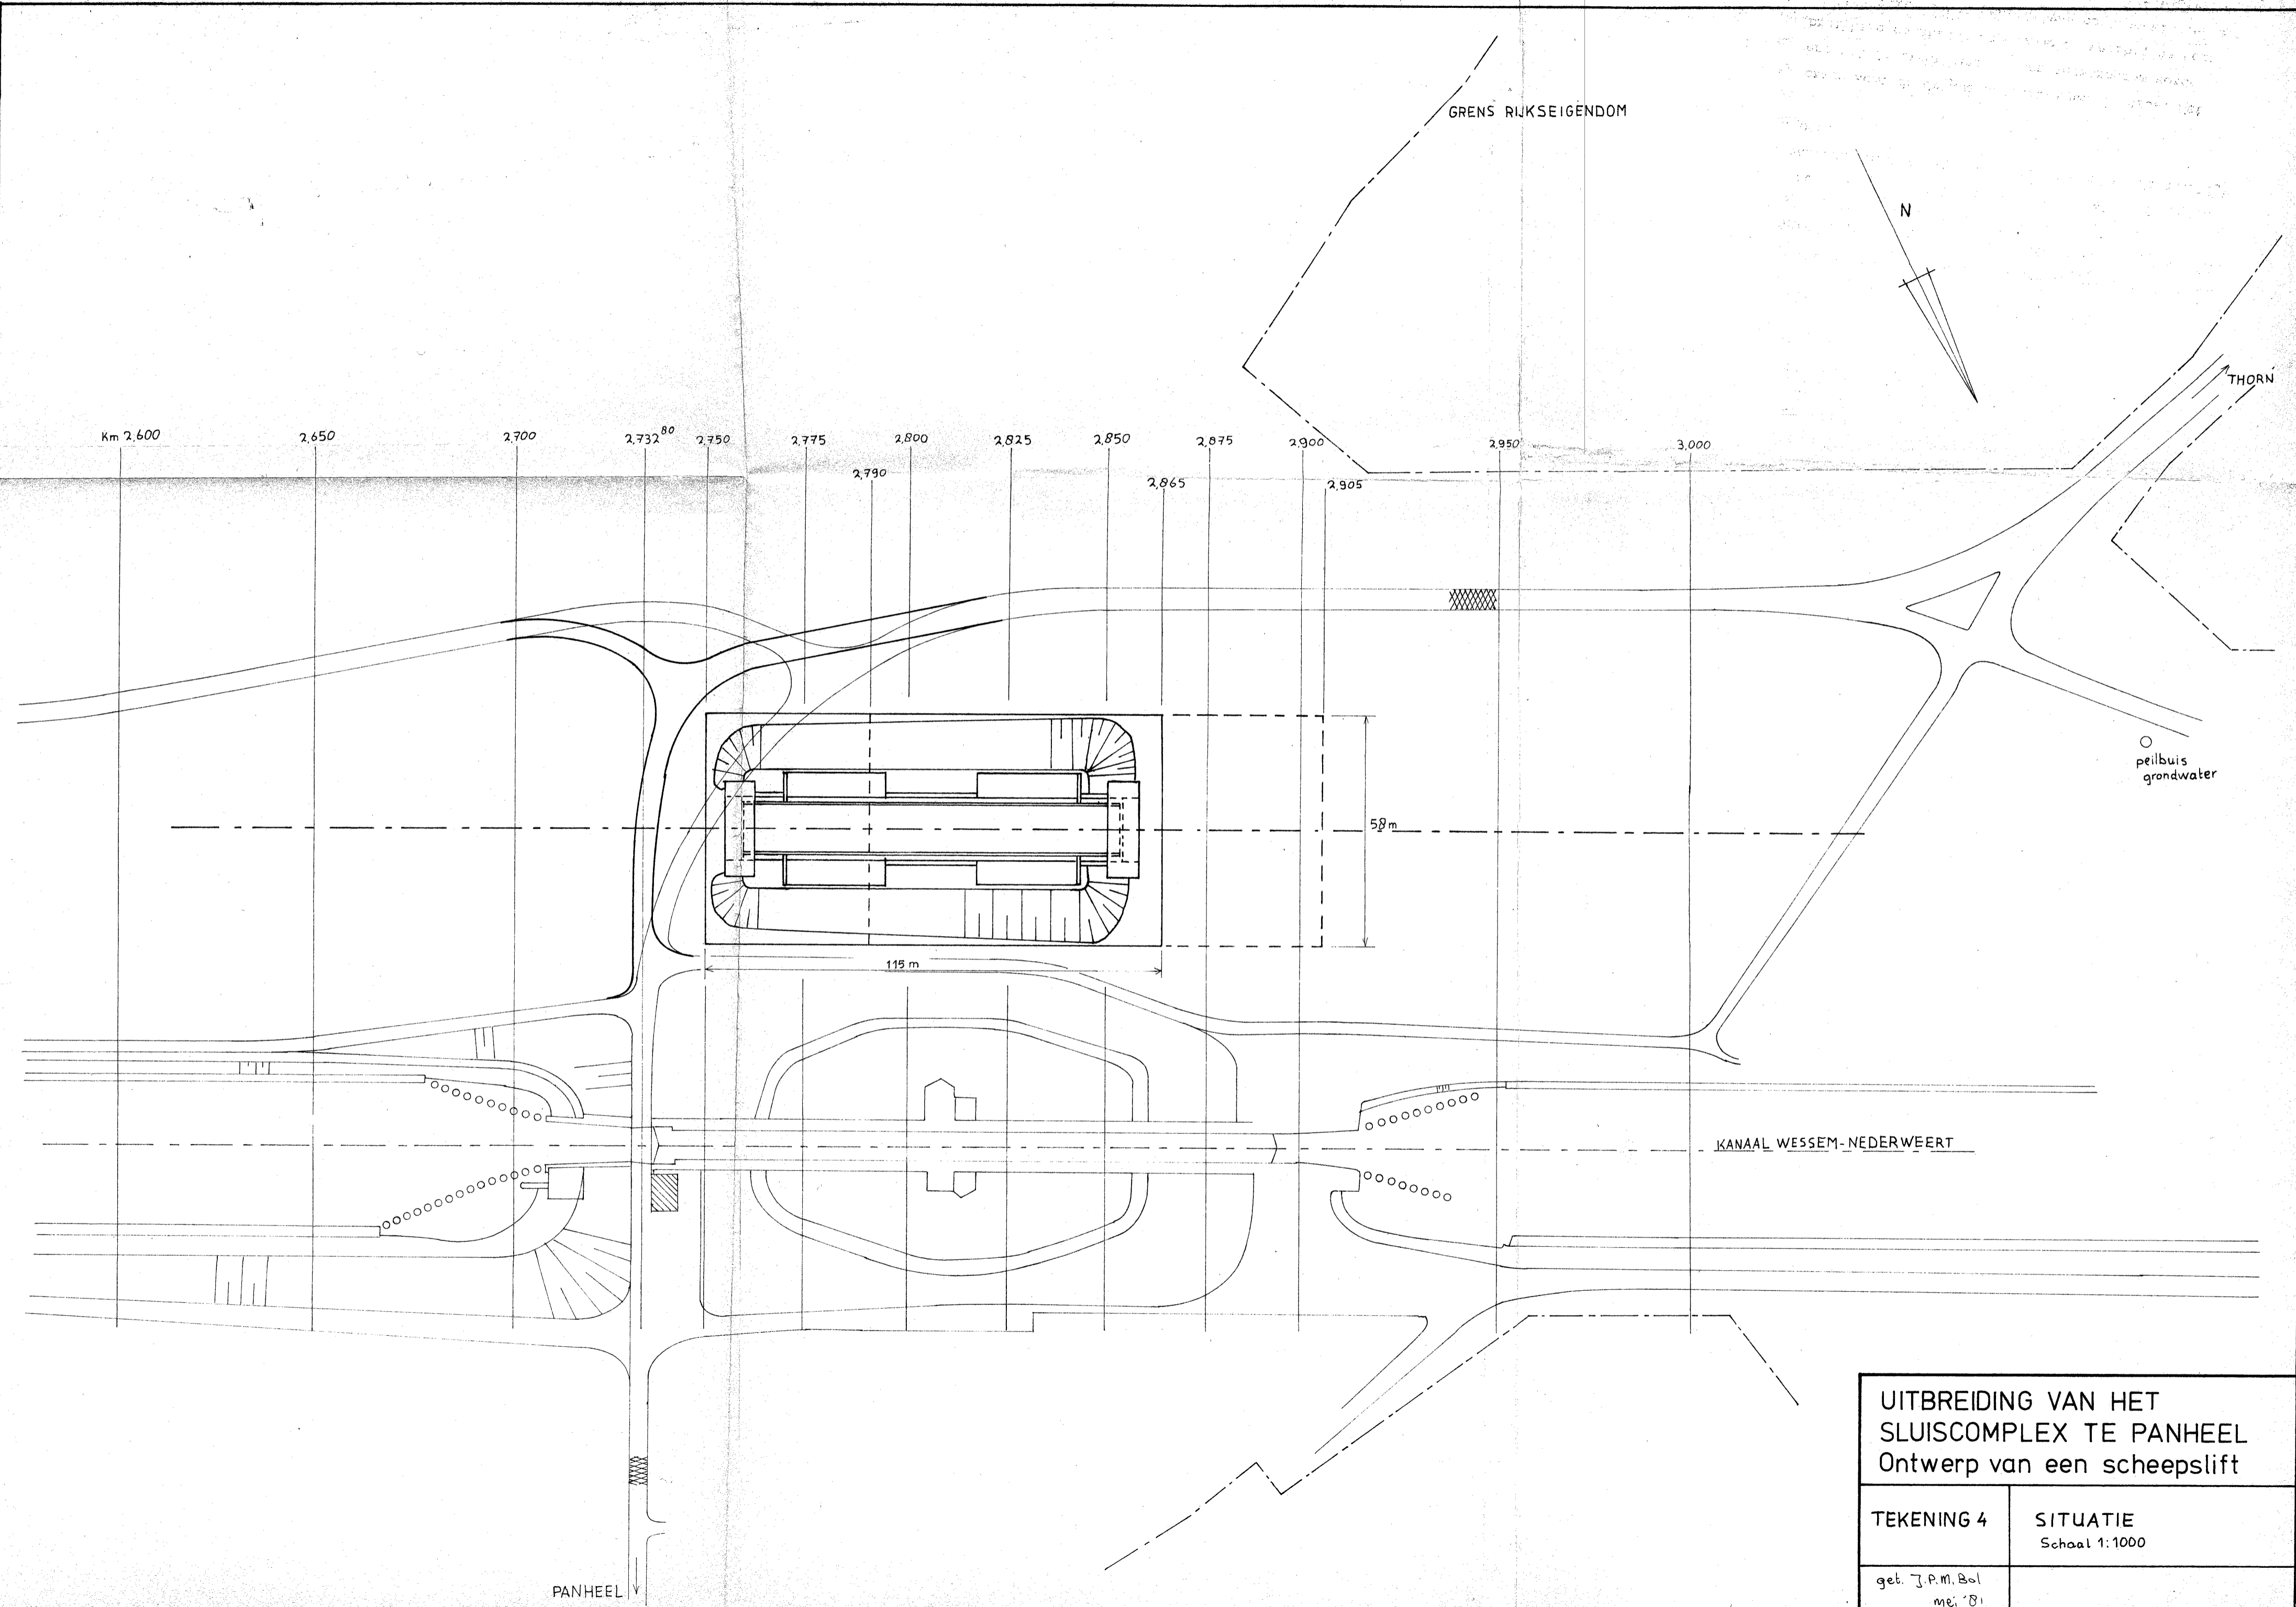 GRENS RIJKSEIGENDOM
N
THORN
Km 2,600
2,650
2,700
2,732⁸⁰
2,750
2,775
2,800
2,825
2,850
2,875
2,900
2,950
3,000
2,790
2,865
2,905
peilbuis
grondwater
58 m
115 m
KANAAL WESSEM-NEDERWEERT
PANHEEL
UITBREIDING VAN HET
SLUISCOMPLEX TE PANHEEL
Ontwerp van een scheepslift
TEKENING 4
SITUATIE
Schaal 1:1000
get. J.P.M. Bol
mei '81